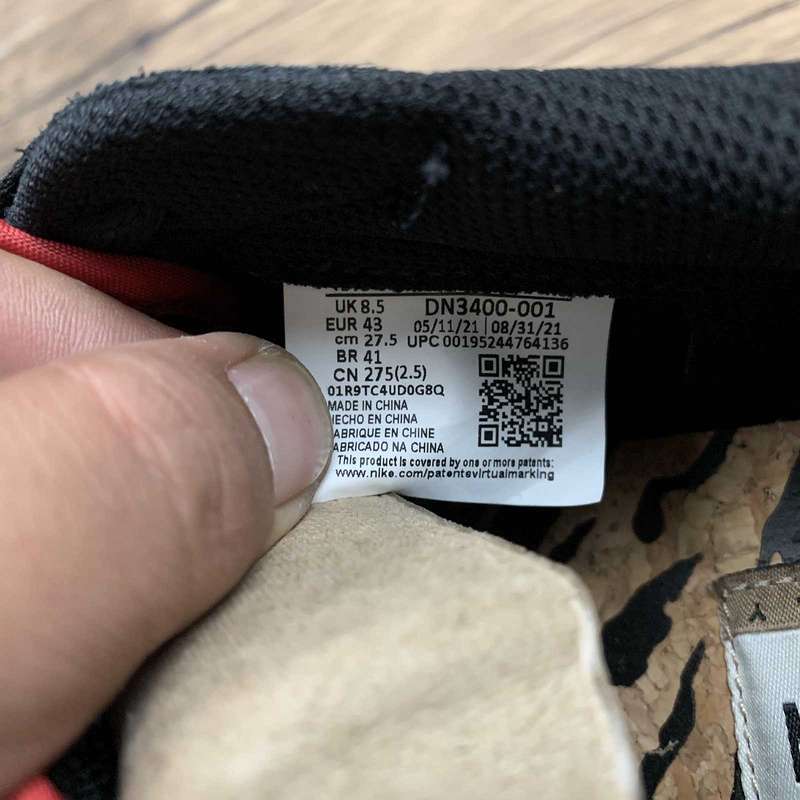 UK 8.5 DN3400-001
EUR 43 05/11/21 08/31/21
cm 27.5 UPC 00195244764136
BR 41
CN 275(2.5)
01R9TC4UD0G8Q
MADE IN CHINA
HECHO EN CHINA
FABRIQUE EN CHINE
FABRICADO NA CHINA
This product is covered by one or more patents:
www.nike.com/patentsvirtualmarking